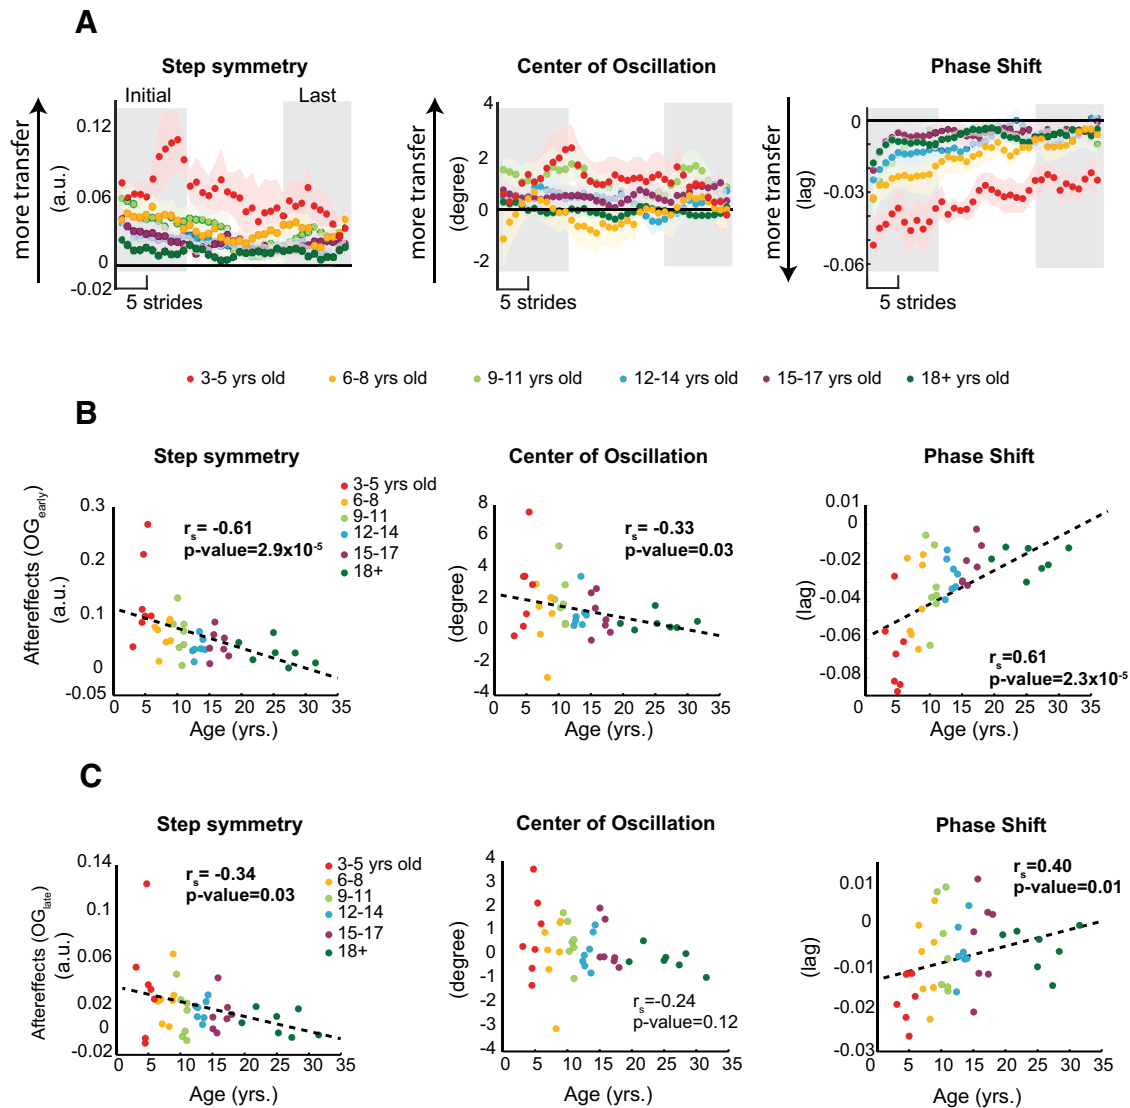 A
Step symmetry
Center of Oscillation
Phase Shift
Initial
Last
more transfer
(a.u.)
0.12
0.06
0
-0.02
5 strides
more transfer
(degree)
4
2
0
-2
5 strides
more transfer
(lag)
0
-0.03
-0.06
5 strides
3-5 yrs old
6-8 yrs old
9-11 yrs old
12-14 yrs old
15-17 yrs old
18+ yrs old
B
Step symmetry
Center of Oscillation
Phase Shift
Aftereffects (OGearly)
(a.u.)
0.3
0.2
0.1
0
-0.05
rs= -0.61
p-value=2.9x10-5
3-5 yrs old
6-8
9-11
12-14
15-17
18+
0 5 10 15 20 25 30 35
Age (yrs.)
(degree)
8
6
4
2
0
-2
-4
rs= -0.33
p-value=0.03
0 5 10 15 20 25 30 35
Age (yrs.)
(lag)
0.01
0
-0.02
-0.04
-0.06
-0.08
rs=0.61
p-value=2.3x10-5
0 5 10 15 20 25 30 35
Age (yrs.)
C
Step symmetry
Center of Oscillation
Phase Shift
Aftereffects (OGlate)
(a.u.)
0.14
0.1
0.06
0.02
0
-0.02
rs= -0.34
p-value=0.03
3-5 yrs old
6-8
9-11
12-14
15-17
18+
0 5 10 15 20 25 30 35
Age (yrs.)
(degree)
4
3
2
1
0
-1
-2
-3
-4
rs=-0.24
p-value=0.12
0 5 10 15 20 25 30 35
Age (yrs.)
(lag)
0.01
0
-0.01
-0.02
-0.03
rs=0.40
p-value=0.01
0 5 10 15 20 25 30 35
Age (yrs.)